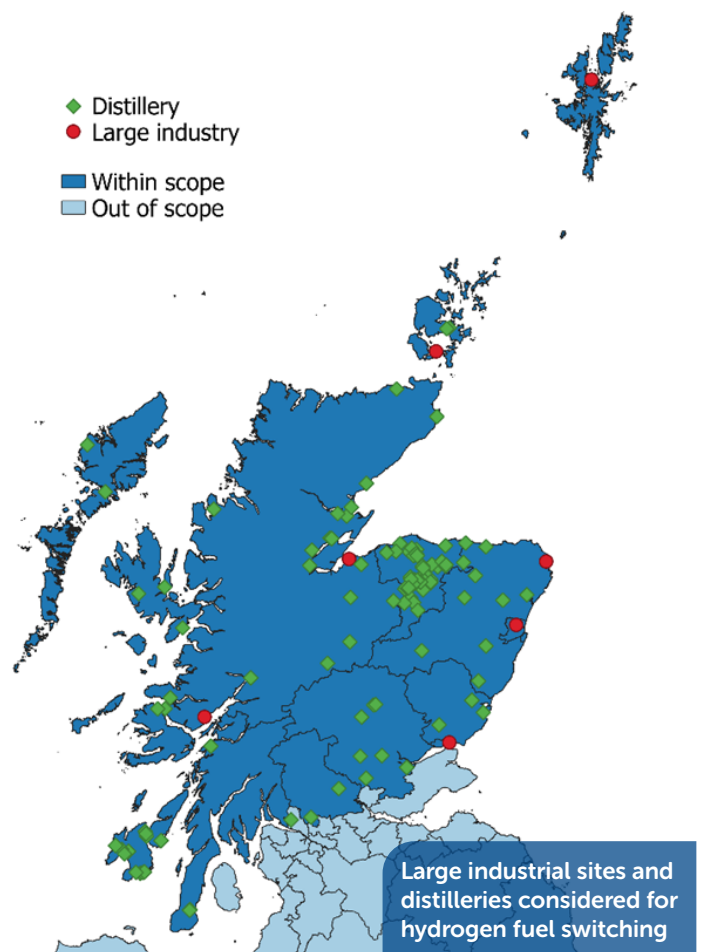 Distillery
Large industry
Within scope
Out of scope
Large industrial sites and
distilleries considered for
hydrogen fuel switching